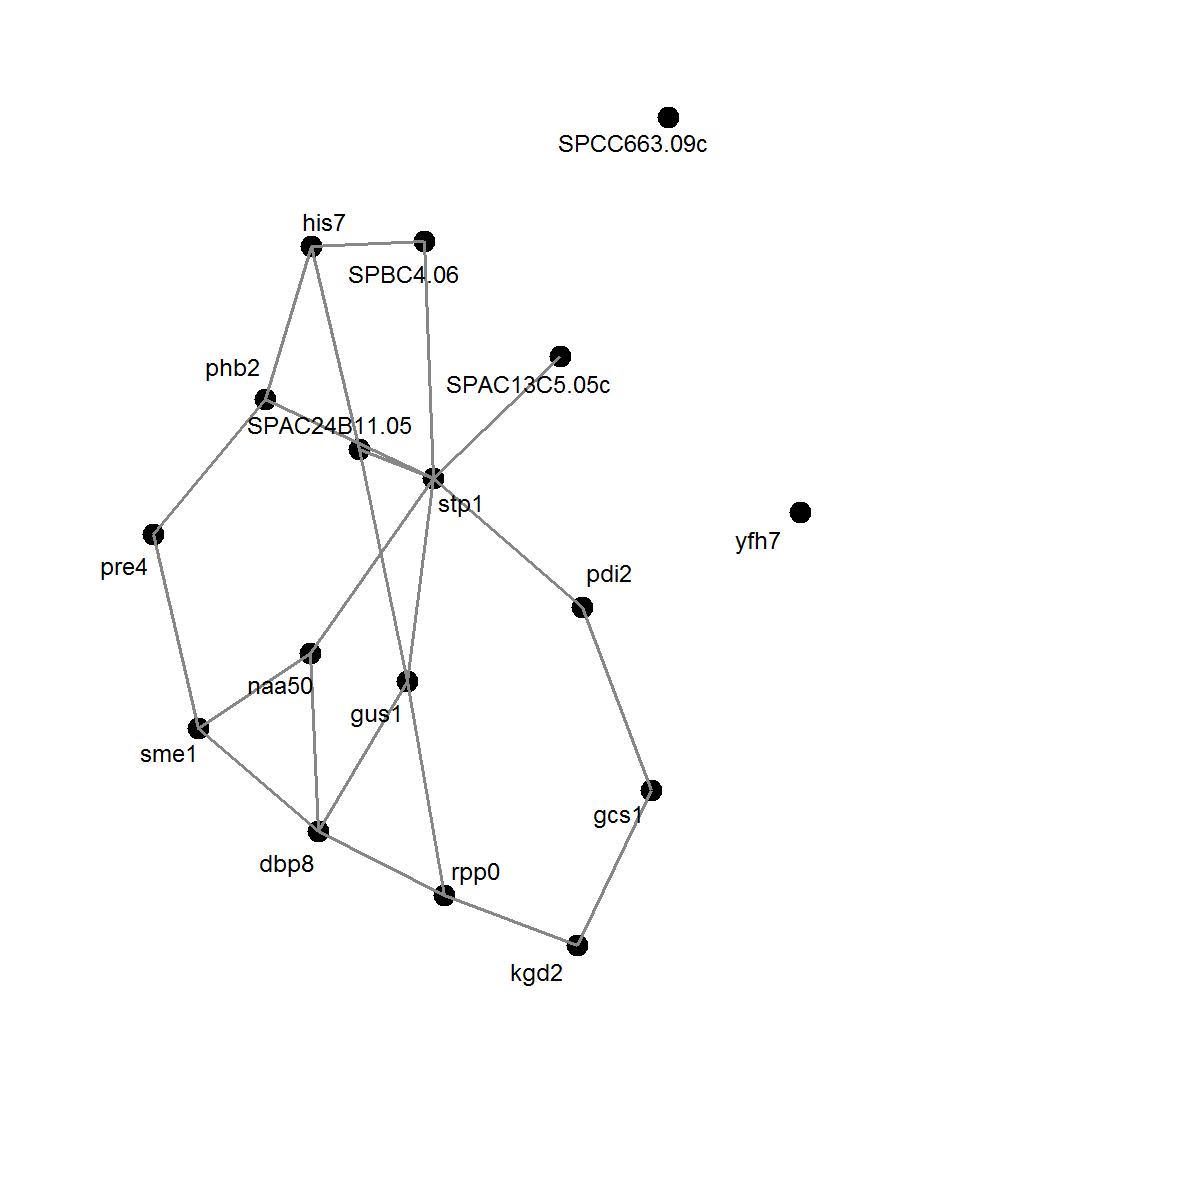 SPCC663.09c
his7
SPBC4.06
phb2
SPAC13C5.05c
SPAC24B11.05
stp1
yfh7
pre4
pdi2
naa50
gus1
sme1
gcs1
dbp8
rpp0
kgd2